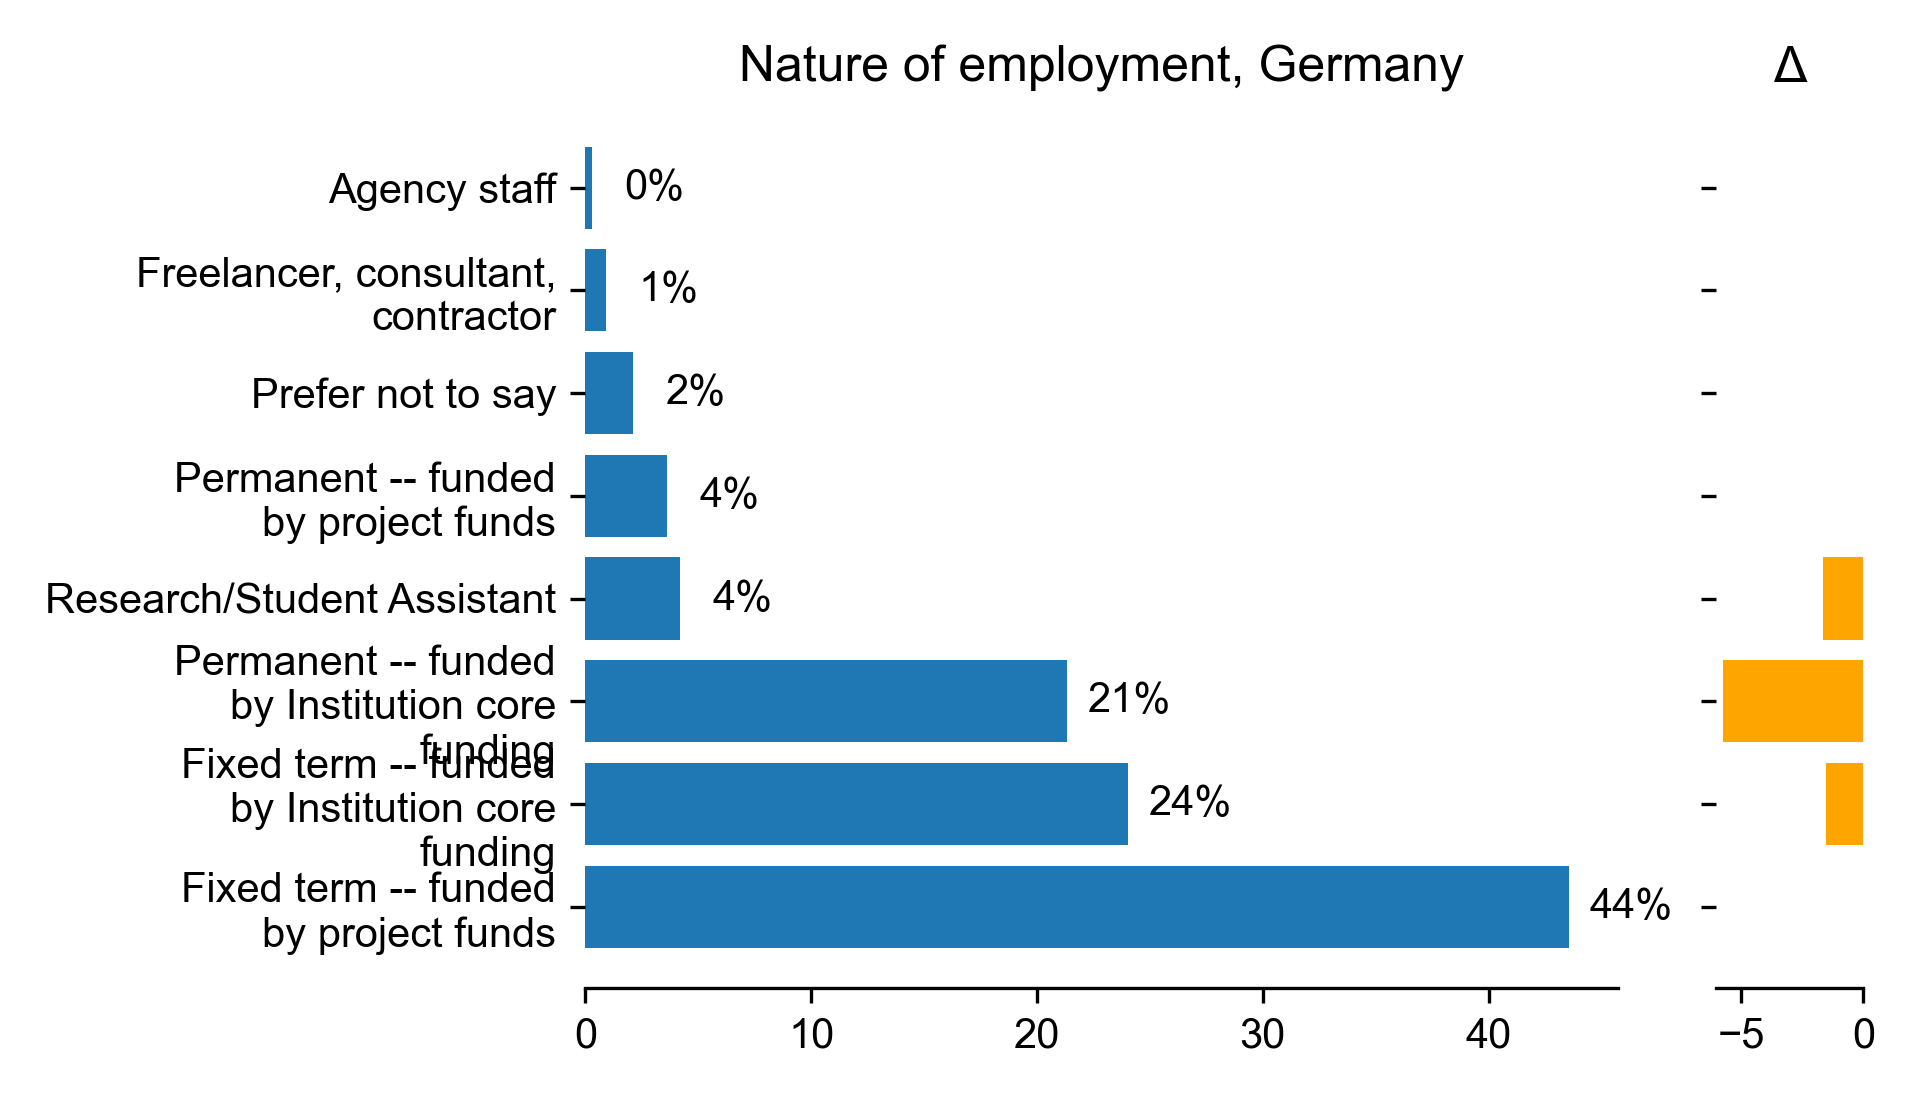 Nature of employment, Germany
Δ
Agency staff
0%
Freelancer, consultant,
contractor
1%
Prefer not to say
2%
Permanent -- funded
by project funds
4%
Research/Student Assistant
4%
Permanent -- funded
by Institution core
funding
21%
Fixed term -- funded
by Institution core
funding
24%
Fixed term -- funded
by project funds
44%
0 10 20 30 40
−5 0